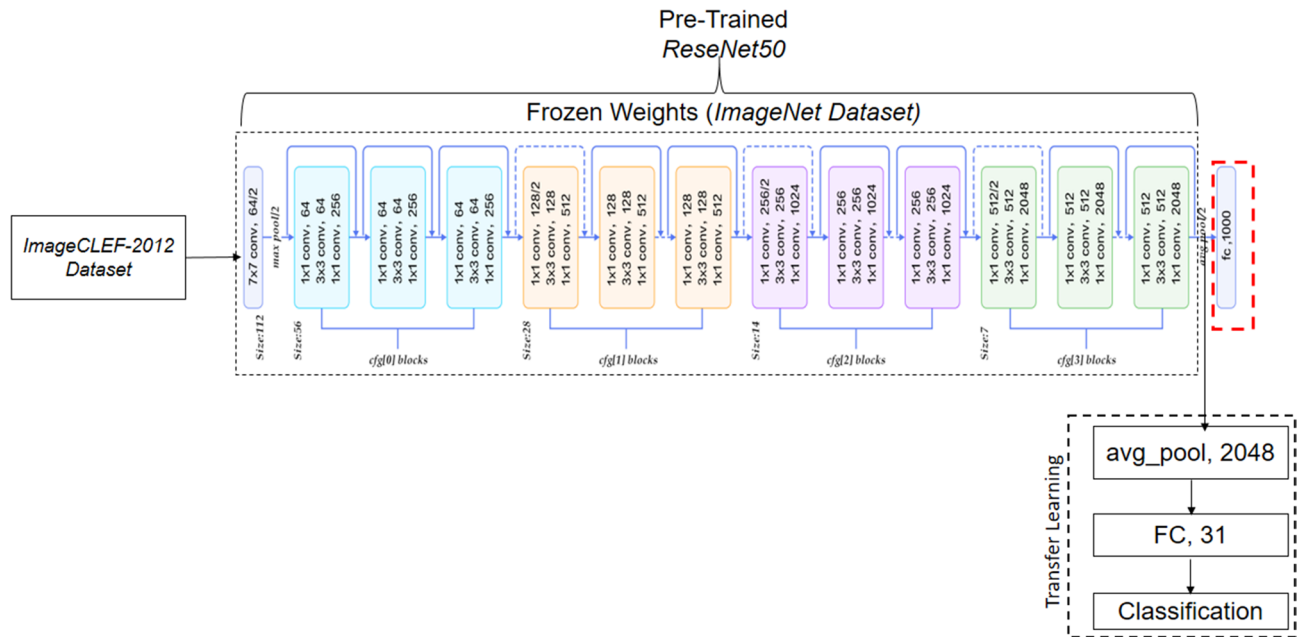 Pre-Trained
ReseNet50
Frozen Weights (ImageNet Dataset)
ImageCLEF-2012
Dataset
7x7 conv, 64/2
max pool/2
1x1 conv, 64
3x3 conv, 64
1x1 conv, 256
1x1 conv, 64
3x3 conv, 64
1x1 conv, 256
1x1 conv, 64
3x3 conv, 64
1x1 conv, 256
1x1 conv, 128/2
3x3 conv, 128
1x1 conv, 512
1x1 conv, 128
3x3 conv, 128
1x1 conv, 512
1x1 conv, 128
3x3 conv, 128
1x1 conv, 512
1x1 conv, 256/2
3x3 conv, 256
1x1 conv, 1024
1x1 conv, 256
3x3 conv, 256
1x1 conv, 1024
1x1 conv, 256
3x3 conv, 256
1x1 conv, 1024
1x1 conv, 512/2
3x3 conv, 512
1x1 conv, 2048
1x1 conv, 512
3x3 conv, 512
1x1 conv, 2048
1x1 conv, 512
3x3 conv, 512
1x1 conv, 2048
avg pool/2
fc ,1000
Size:112
Size:56
cfg[0] blocks
Size:28
cfg[1] blocks
Size:14
cfg[2] blocks
Size:7
cfg[3] blocks
Transfer Learning
avg_pool, 2048
FC, 31
Classification